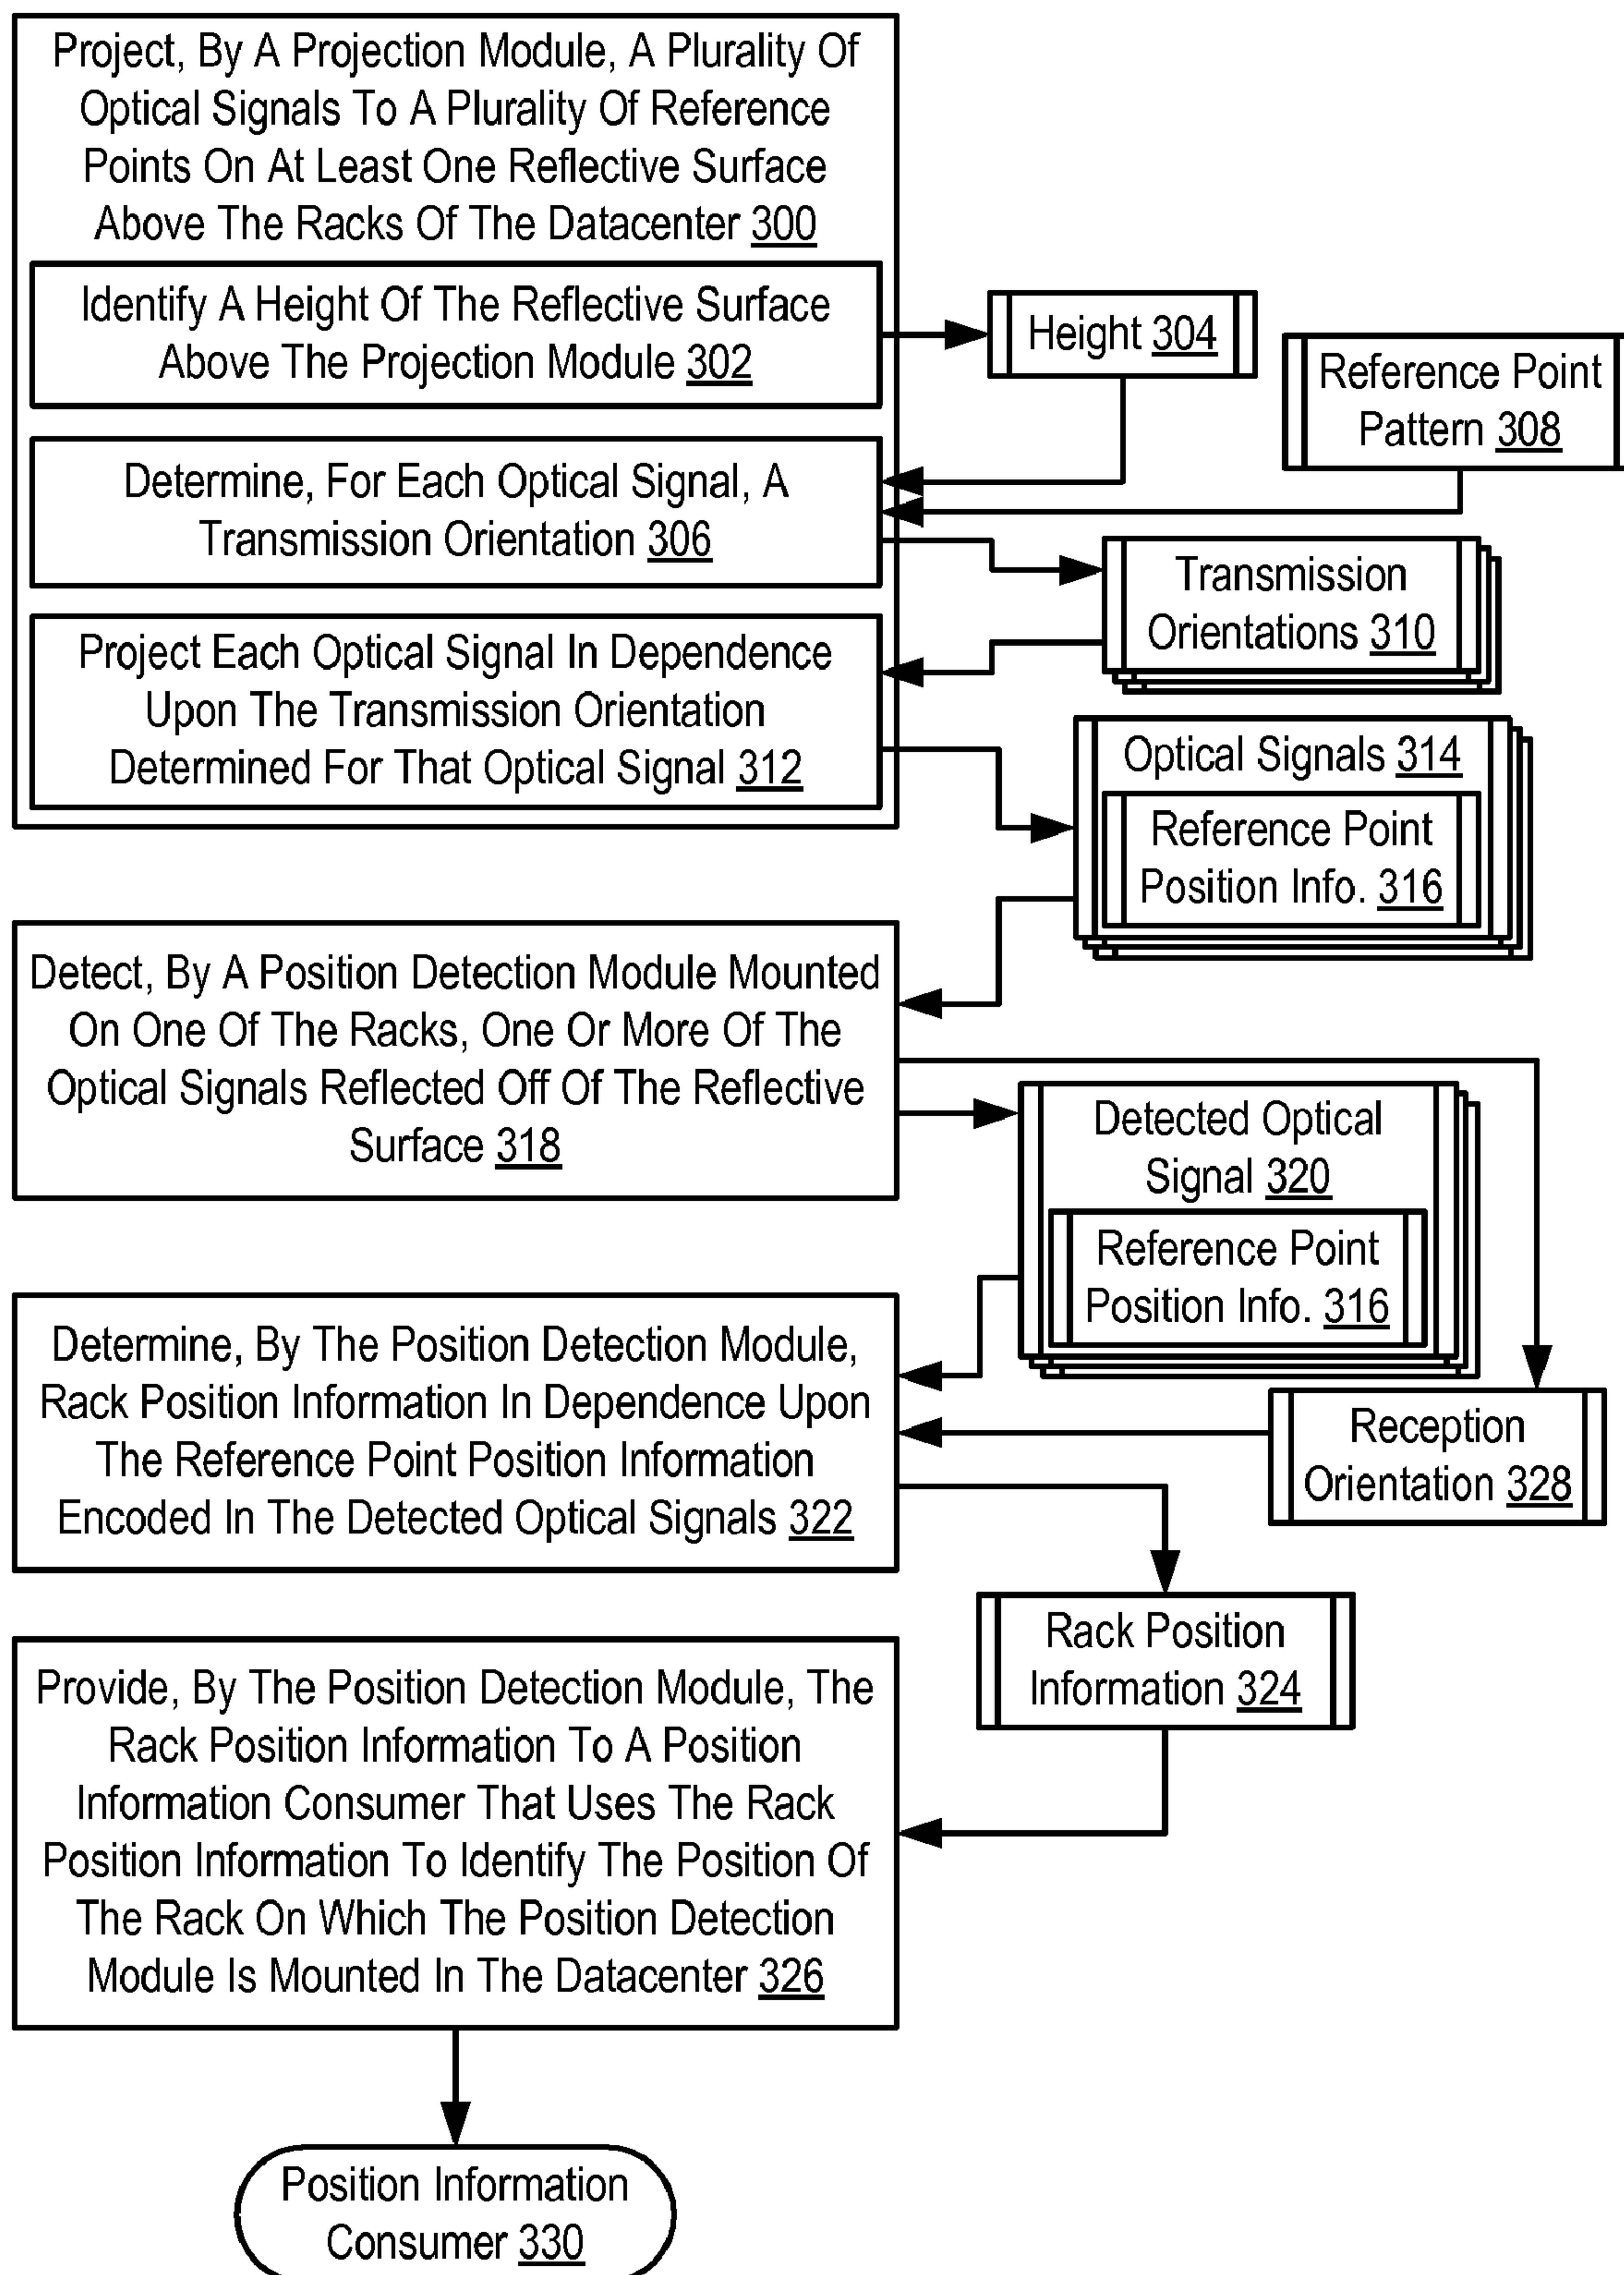 Project, By A Projection Module, A Plurality Of
Optical Signals To A Plurality Of Reference
Points On At Least One Reflective Surface
Above The Racks Of The Datacenter 300
Identify A Height Of The Reflective Surface
Above The Projection Module 302
Height 304
Reference Point
Pattern 308
Determine, For Each Optical Signal, A
Transmission Orientation 306
Transmission
Orientations 310
Project Each Optical Signal In Dependence
Upon The Transmission Orientation
Determined For That Optical Signal 312
Optical Signals 314
Reference Point
Position Info. 316
Detect, By A Position Detection Module Mounted
On One Of The Racks, One Or More Of The
Optical Signals Reflected Off Of The Reflective
Surface 318
Detected Optical
Signal 320
Reference Point
Position Info. 316
Determine, By The Position Detection Module,
Rack Position Information In Dependence Upon
The Reference Point Position Information
Encoded In The Detected Optical Signals 322
Reception
Orientation 328
Rack Position
Information 324
Provide, By The Position Detection Module, The
Rack Position Information To A Position
Information Consumer That Uses The Rack
Position Information To Identify The Position Of
The Rack On Which The Position Detection
Module Is Mounted In The Datacenter 326
Position Information
Consumer 330